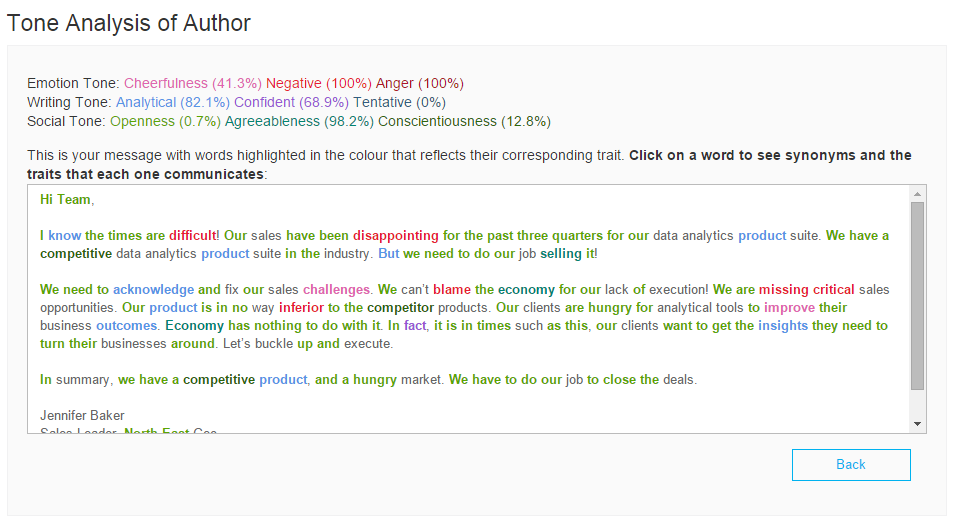 Tone Analysis of Author
Emotion Tone: Cheerfulness (41.3%) Negative (100%) Anger (100%)
Writing Tone: Analytical (82.1%) Confident (68.9%) Tentative (0%)
Social Tone: Openness (0.7%) Agreeableness (98.2%) Conscientiousness (12.8%)
This is your message with words highlighted in the colour that reflects their corresponding trait. Click on a word to see synonyms and the
traits that each one communicates:
Hi Team,
I know the times are difficult! Our sales have been disappointing for the past three quarters for our data analytics product suite. We have a
competitive data analytics product suite in the industry. But we need to do our job selling it!
We need to acknowledge and fix our sales challenges. We can't blame the economy for our lack of execution! We are missing critical sales
opportunities. Our product is in no way inferior to the competitor products. Our clients are hungry for analytical tools to improve their
business outcomes. Economy has nothing to do with it. In fact, it is in times such as this, our clients want to get the insights they need to
turn their businesses around. Let's buckle up and execute.
In summary, we have a competitive product, and a hungry market. We have to do our job to close the deals.
Jennifer Baker
Sales Leader, North East Geo
Back